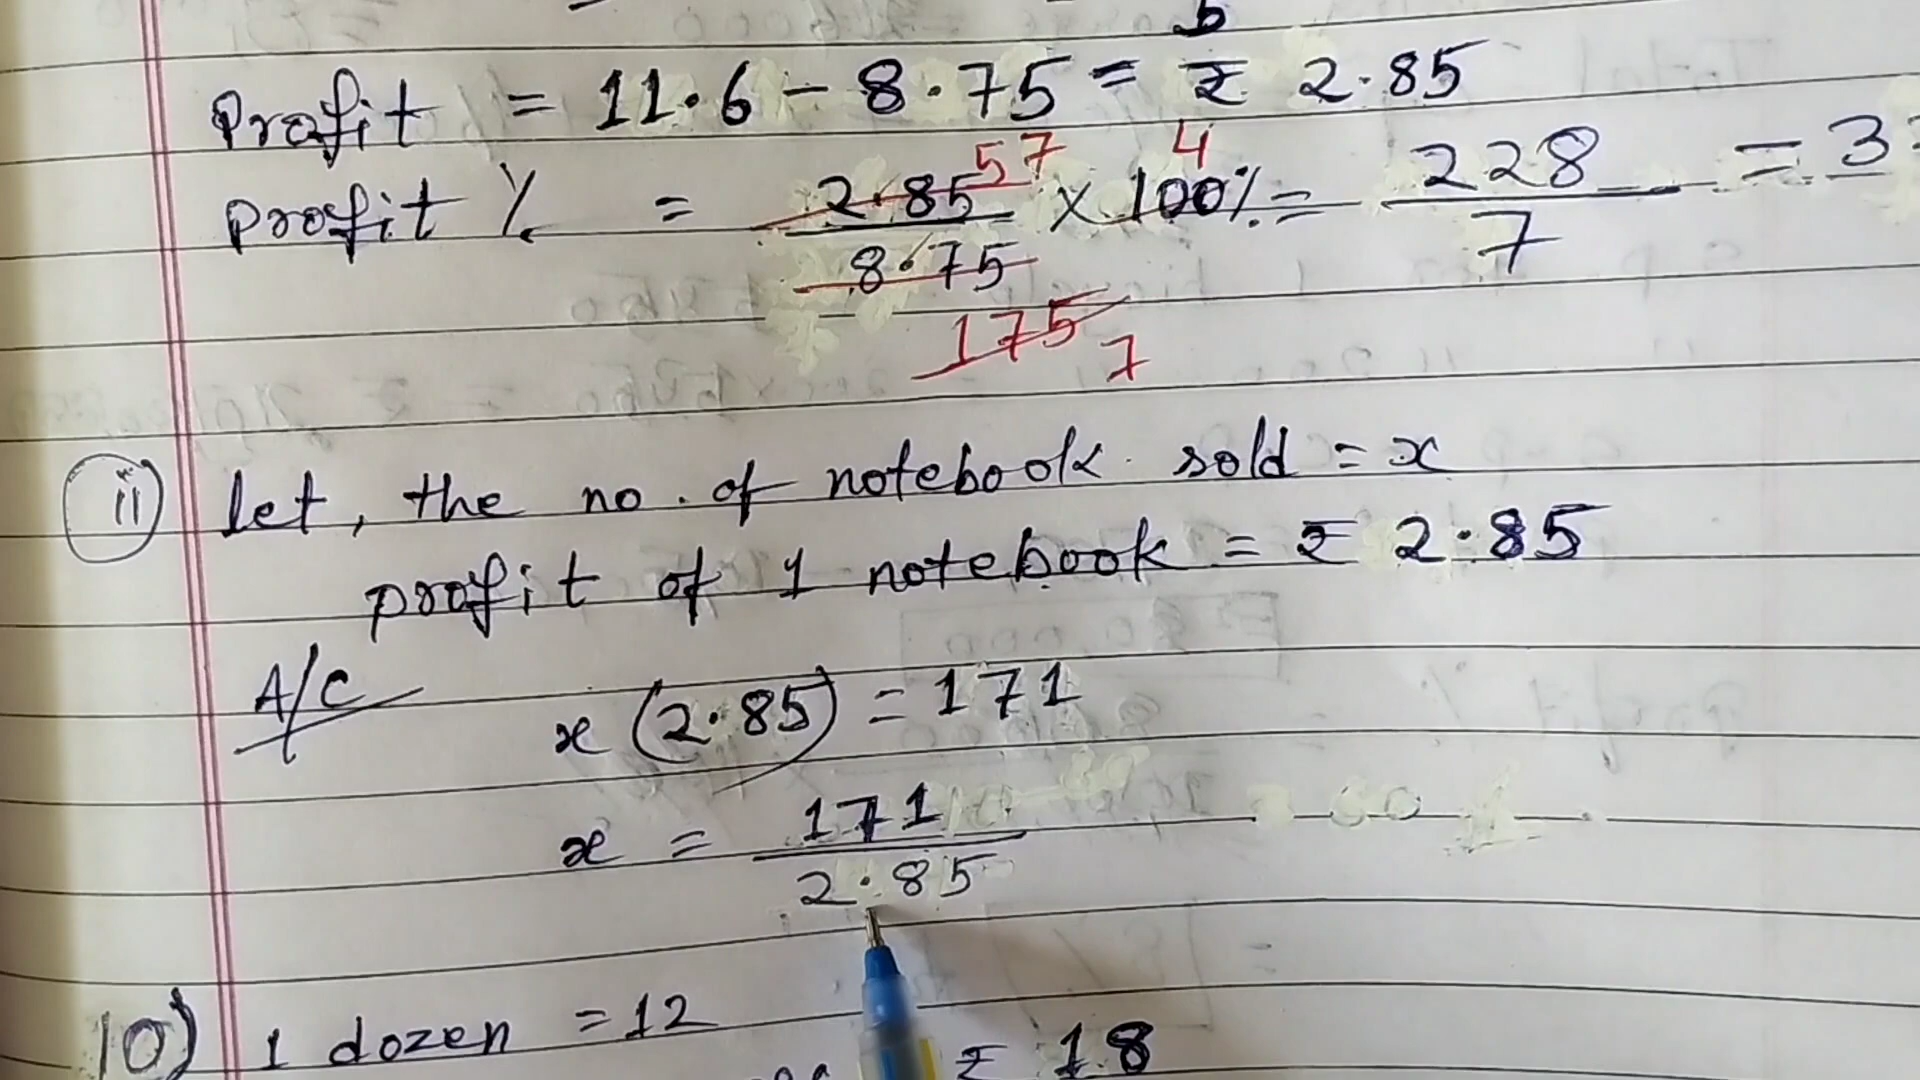 Profit = 11.6 - 8.75 = ₹ 2.85
Profit % = 2.85/8.75 × 100% = 228/7 = 3
57 4
175 7
ii) let, the no. of notebook sold = x
profit of 1 notebook = ₹ 2.85
A/C x (2.85) = 171
x = 171/2.85
10) 1 dozen = 12
₹ 18